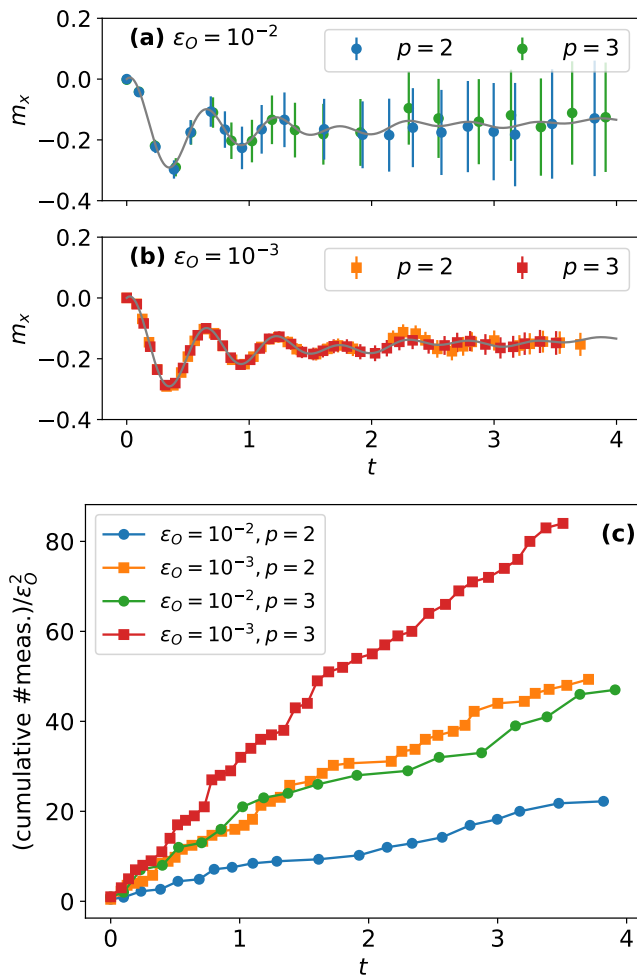 (a) ε_O = 10^{-2}
p = 2
p = 3
0.2
0.0
−0.2
−0.4
m_x
(b) ε_O = 10^{-3}
p = 2
p = 3
0.2
0.0
−0.2
−0.4
m_x
0
1
2
3
4
t
(c)
ε_O = 10^{-2}, p = 2
ε_O = 10^{-3}, p = 2
ε_O = 10^{-2}, p = 3
ε_O = 10^{-3}, p = 3
80
60
40
20
0
(cumulative #meas.)/ε_O^2
0
1
2
3
4
t